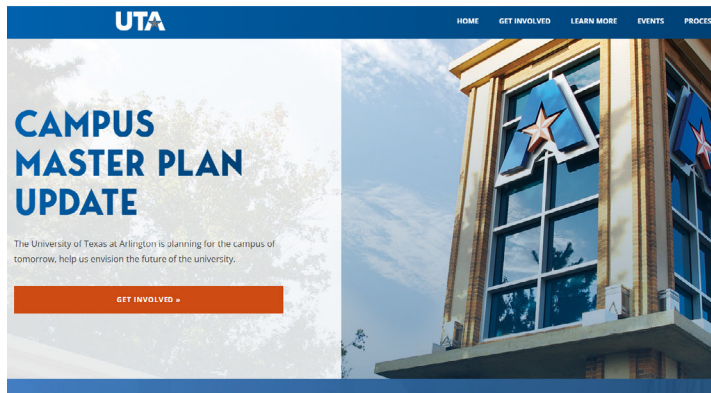 UTA
HOME GET INVOLVED LEARN MORE EVENTS PROCES
CAMPUS
MASTER PLAN
UPDATE
The University of Texas at Arlington is planning for the campus of
tomorrow, help us envision the future of the university.
GET INVOLVED »
A